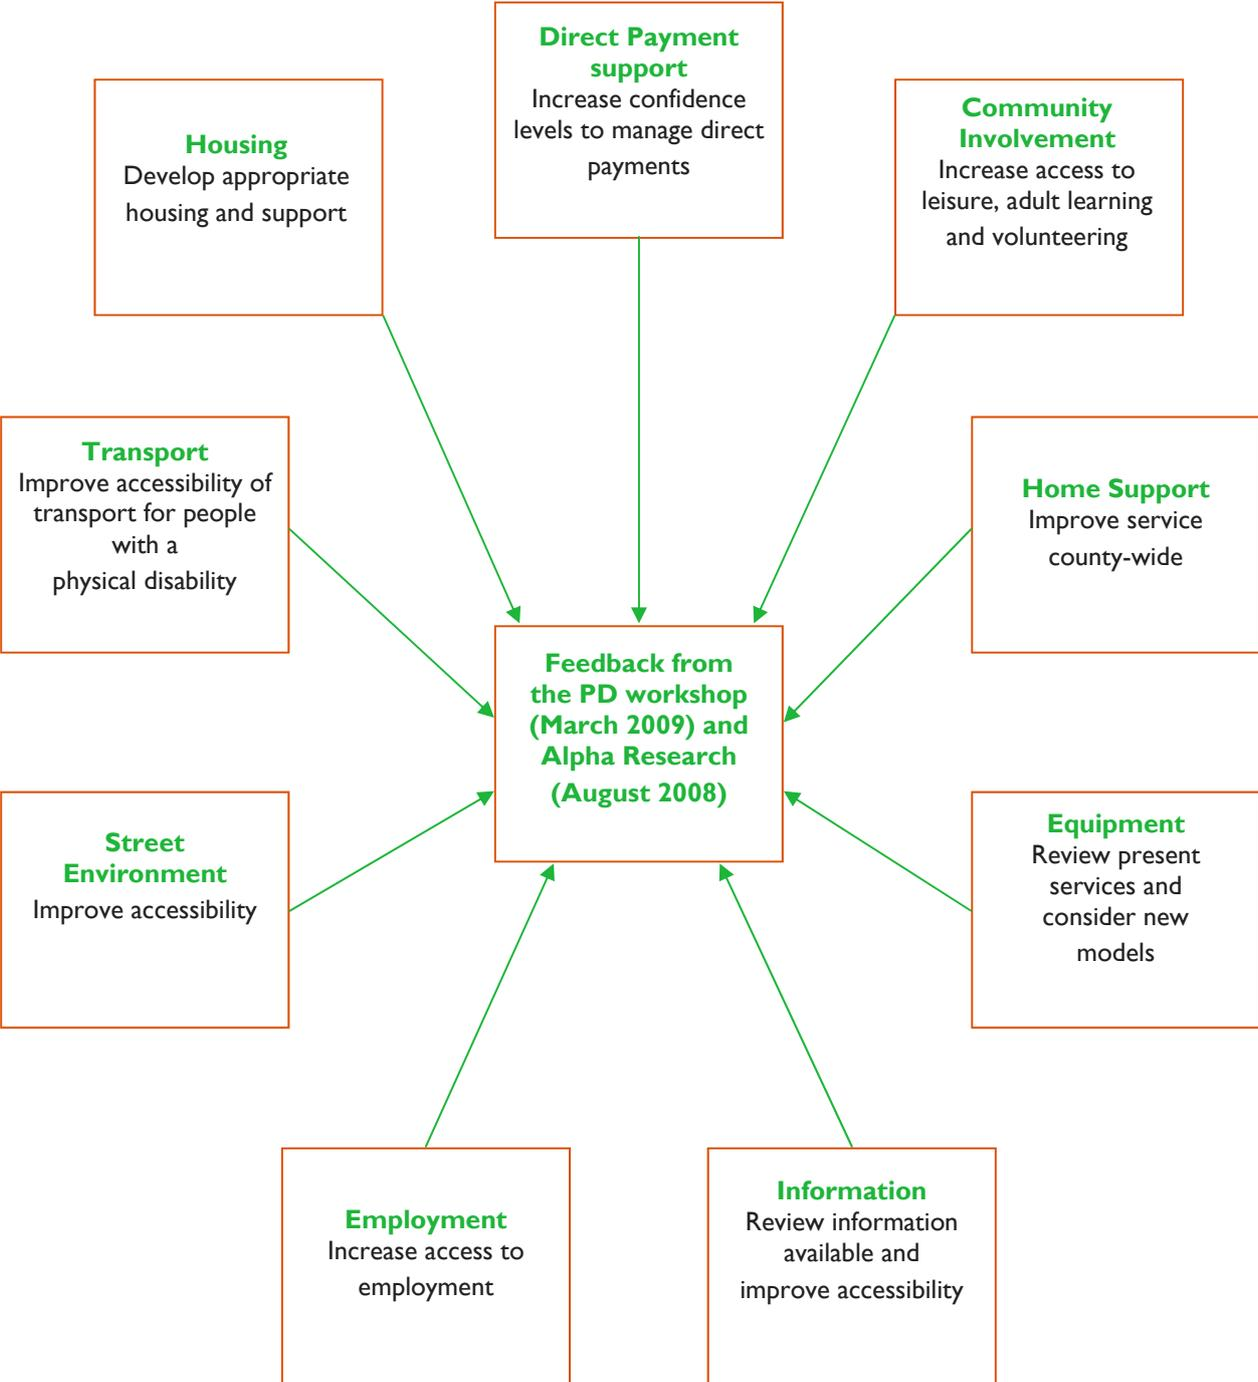 Direct Payment
support
Increase confidence
levels to manage direct
payments
Housing
Develop appropriate
housing and support
Community
Involvement
Increase access to
leisure, adult learning
and volunteering
Transport
Improve accessibility of
transport for people
with a
physical disability
Home Support
Improve service
county-wide
Feedback from
the PD workshop
(March 2009) and
Alpha Research
(August 2008)
Street
Environment
Improve accessibility
Equipment
Review present
services and
consider new
models
Employment
Increase access to
employment
Information
Review information
available and
improve accessibility